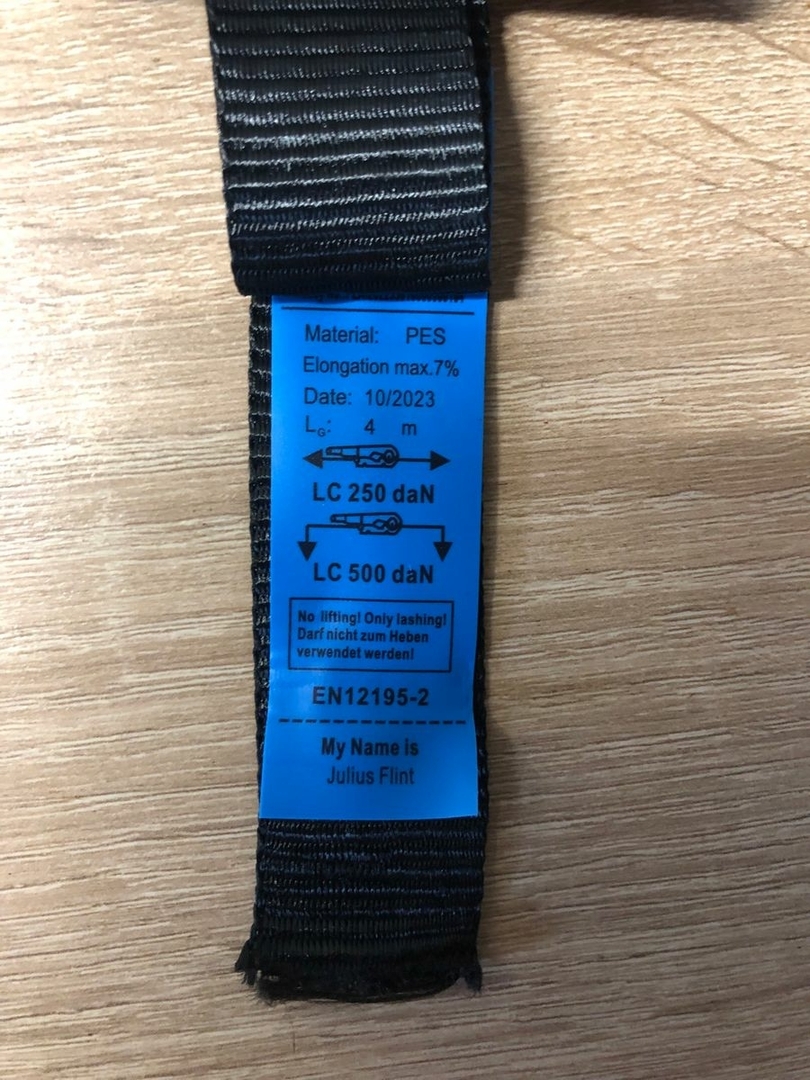 Material: PES
Elongation max.7%
Date: 10/2023
LG: 4 m
LC 250 daN
LC 500 daN
No lifting! Only lashing!
Darf nicht zum Heben
verwendet werden!
EN12195-2
My Name is
Julius Flint